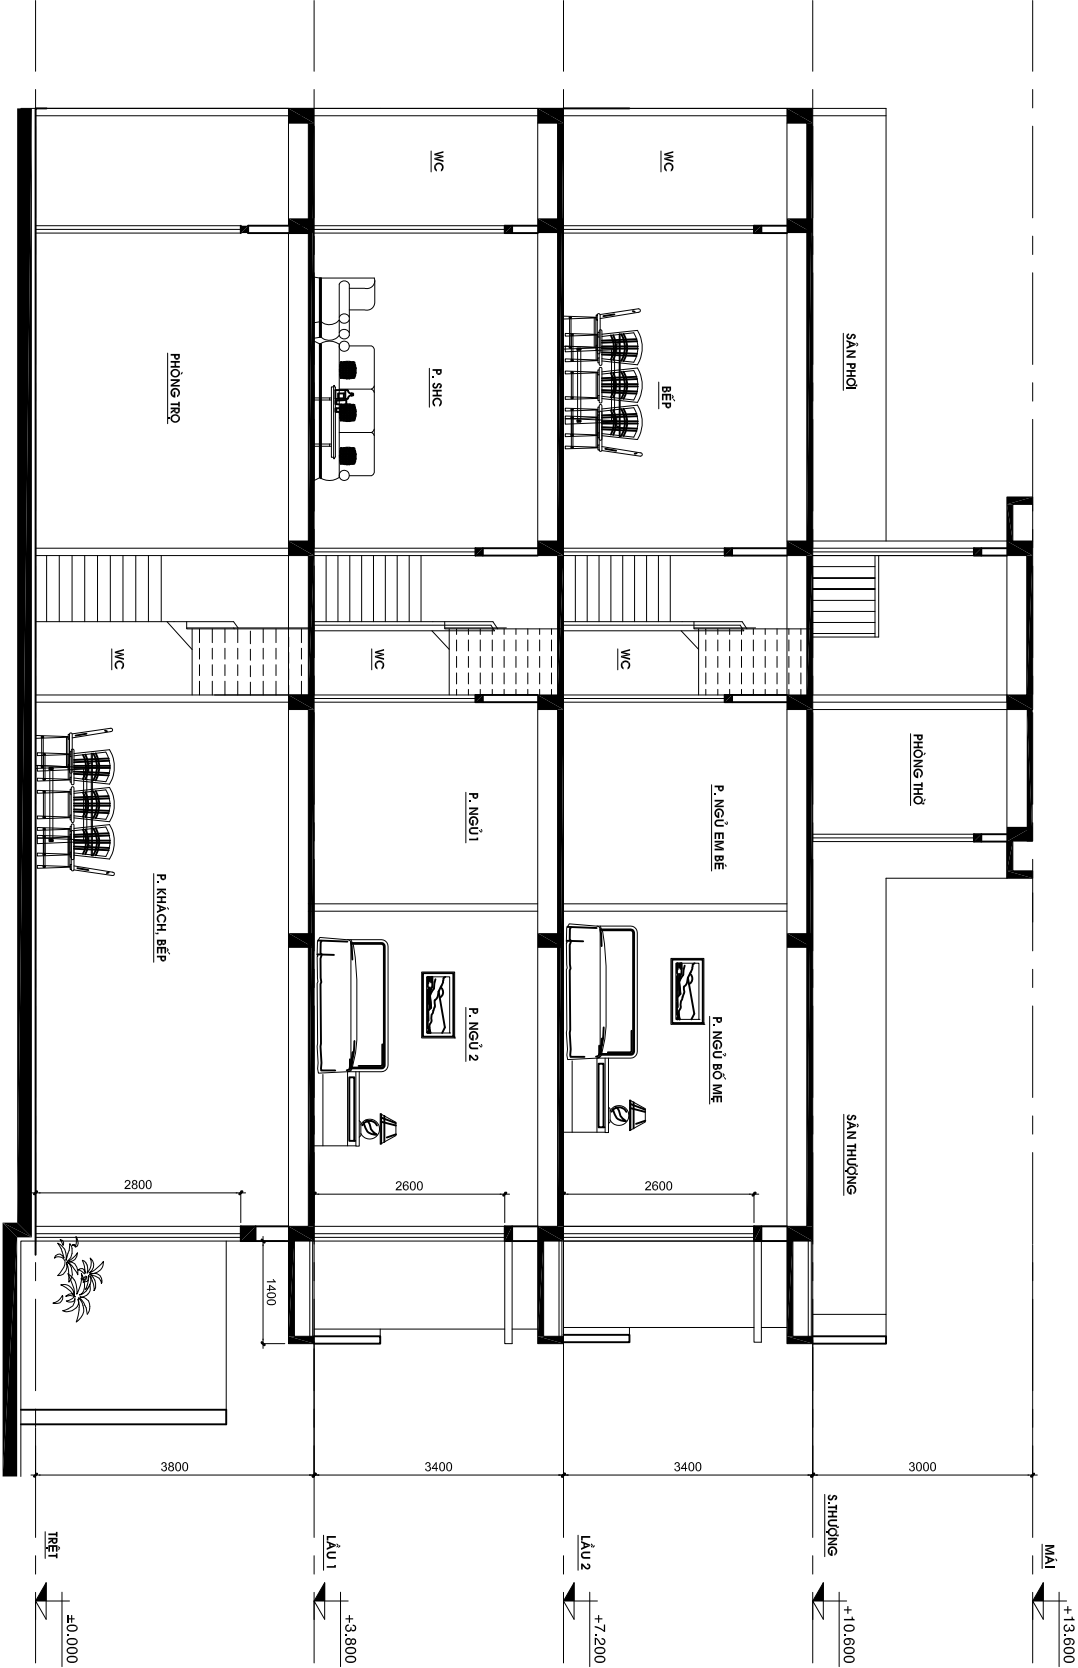 MÁI
+13.600
3000
PHÒNG THỜ
SÂN PHƠI
SÂN THƯỢNG
S.THƯỢNG
+10.600
WC
BẾP
WC
P. NGỦ EM BÉ
P. NGỦ BỐ MẸ
2600
3400
LẦU 2
+7.200
WC
P. SHC
WC
P. NGỦ1
P. NGỦ 2
2600
3400
LẦU 1
+3.800
PHÒNG TRỌ
WC
P. KHÁCH, BẾP
2800
1400
3800
TRỆT
±0.000